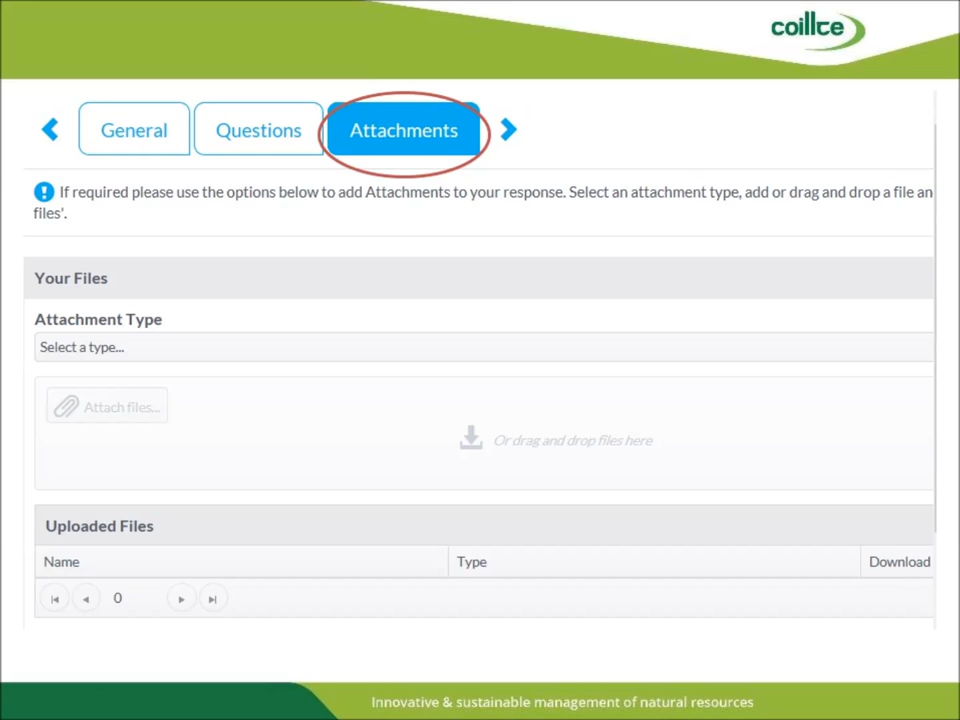 coillte
General
Questions
Attachments
If required please use the options below to add Attachments to your response. Select an attachment type, add or drag and drop a file an
files'.
Your Files
Attachment Type
Select a type...
Attach files...
Or drag and drop files here
Uploaded Files
Name
Type
Download
0
Innovative & sustainable management of natural resources